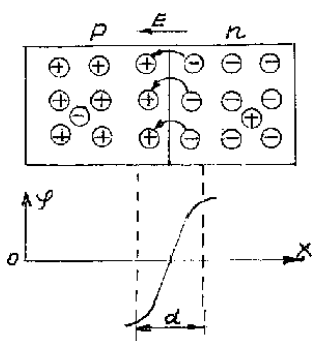 p E n
+ + + - - -
+ + + - - -
- +
+ + + - - -
φ
0 x
d